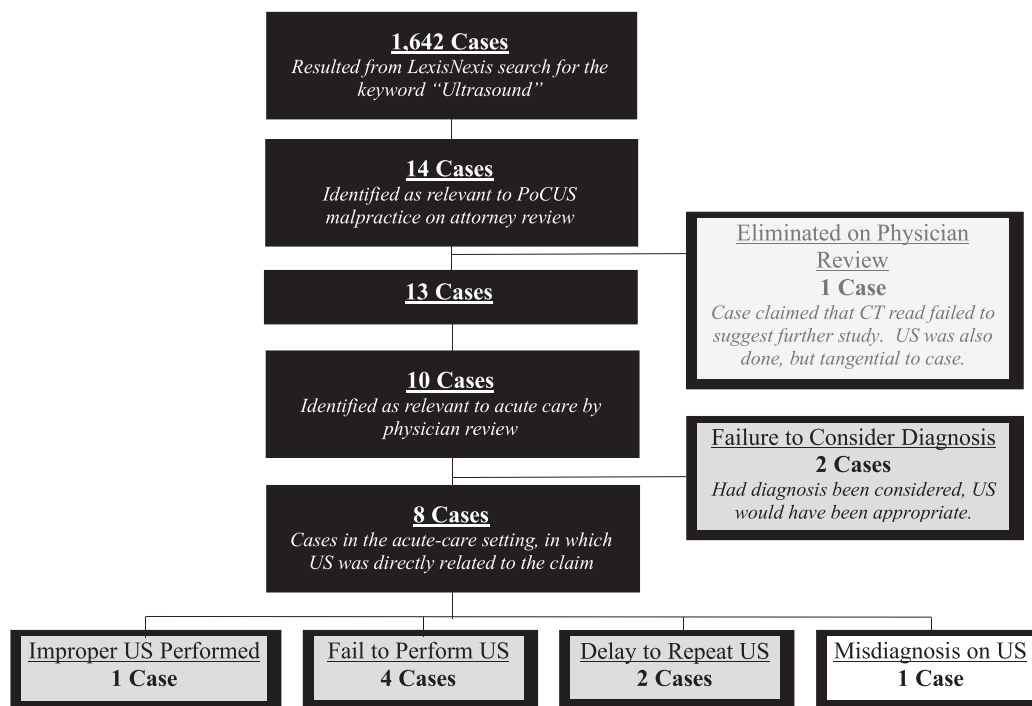 1,642 Cases
Resulted from LexisNexis search for the
keyword “Ultrasound”
14 Cases
Identified as relevant to PoCUS
malpractice on attorney review
Eliminated on Physician
Review
1 Case
Case claimed that CT read failed to
suggest further study.  US was also
done, but tangential to case.
13 Cases
10 Cases
Identified as relevant to acute care by
physician review
Failure to Consider Diagnosis
2 Cases
Had diagnosis been considered, US
would have been appropriate.
8 Cases
Cases in the acute-care setting, in which
US was directly related to the claim
Improper US Performed
1 Case
Fail to Perform US
4 Cases
Delay to Repeat US
2 Cases
Misdiagnosis on US
1 Case